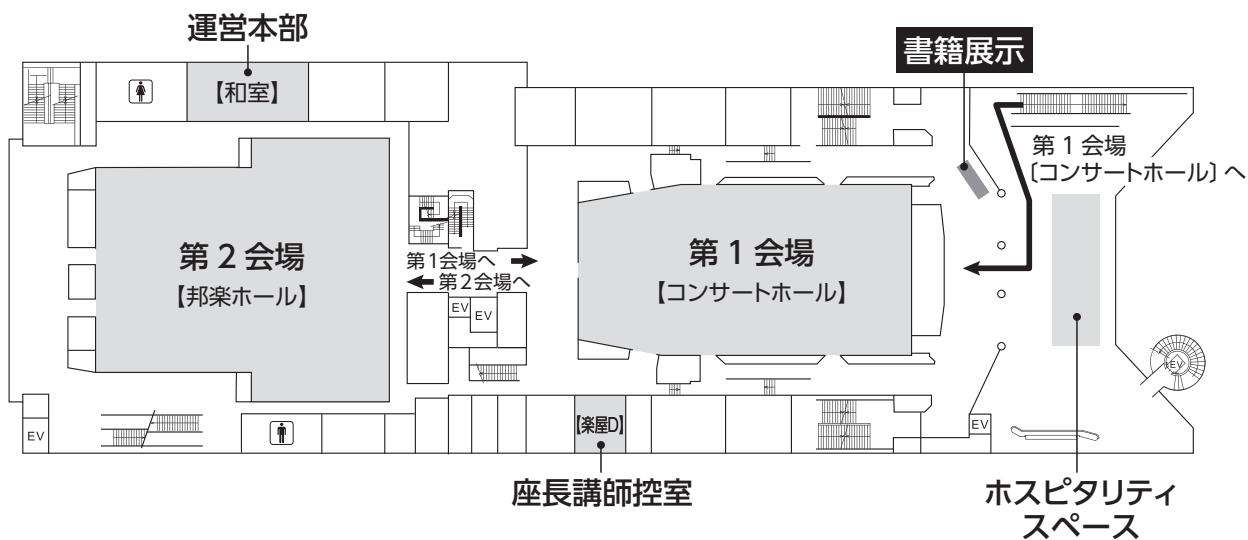 運営本部
【和室】
書籍展示
第1会場
〔コンサートホール〕へ
第2会場
【邦楽ホール】
第1会場へ
第2会場へ
第1会場
【コンサートホール】
EV
EV
EV
EV
【楽屋D】
EV
座長講師控室
ホスピタリティ
スペース